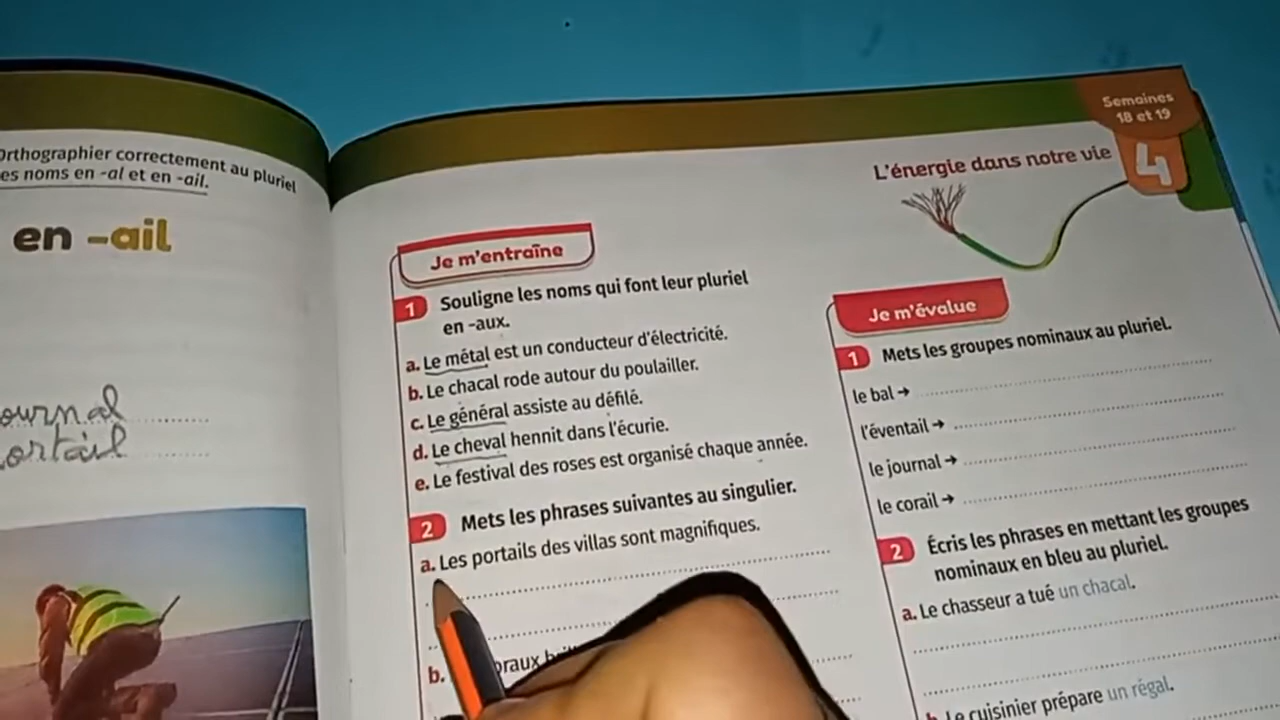 Orthographier correctement au pluriel
es noms en -al et en -ail.
en -ail
ournal
ortail
Semaines
18 et 19
4
L'énergie dans notre vie
Je m'entraîne
1 Souligne les noms qui font leur pluriel
en -aux.
a. Le métal est un conducteur d'électricité.
b. Le chacal rode autour du poulailler.
c. Le général assiste au défilé.
d. Le cheval hennit dans l'écurie.
e. Le festival des roses est organisé chaque année.
2 Mets les phrases suivantes au singulier.
a. Les portails des villas sont magnifiques.
b.
Je m'évalue
1 Mets les groupes nominaux au pluriel.
le bal →
l'éventail →
le journal →
le corail →
2 Écris les phrases en mettant les groupes
nominaux en bleu au pluriel.
a. Le chasseur a tué un chacal.
b. Le cuisinier prépare un régal.